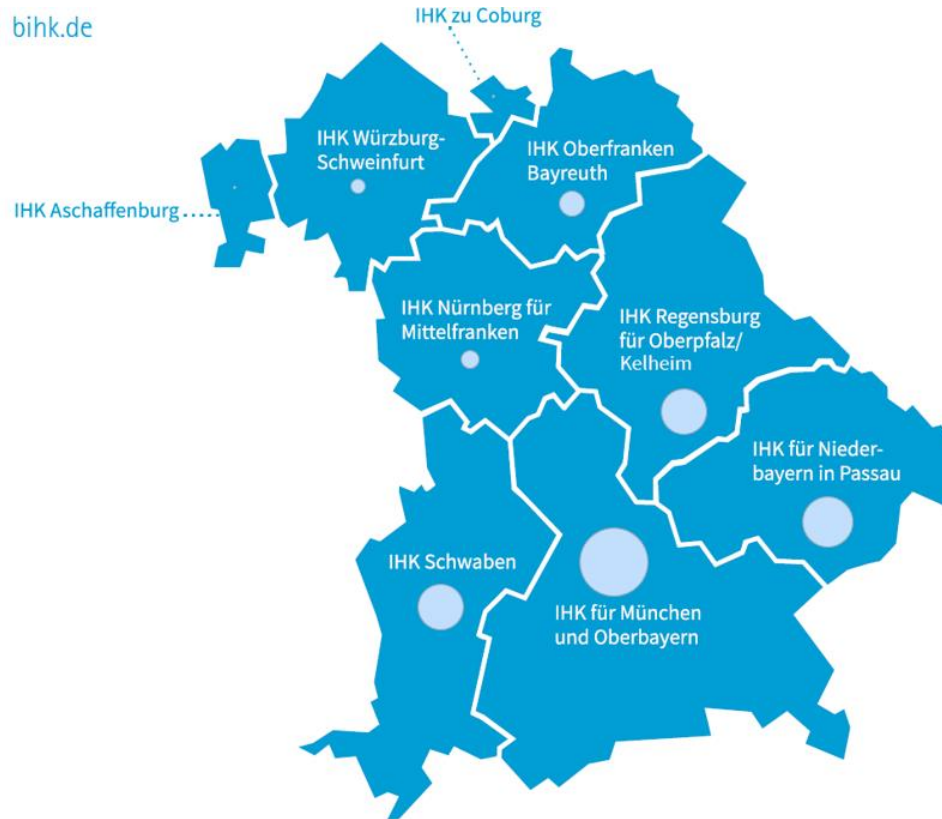 bihk.de
IHK zu Coburg
IHK Würzburg-
Schweinfurt
IHK Oberfranken
Bayreuth
IHK Aschaffenburg
IHK Nürnberg für
Mittelfranken
IHK Regensburg
für Oberpfalz/
Kelheim
IHK für Nieder-
bayern in Passau
IHK Schwaben
IHK für München
und Oberbayern